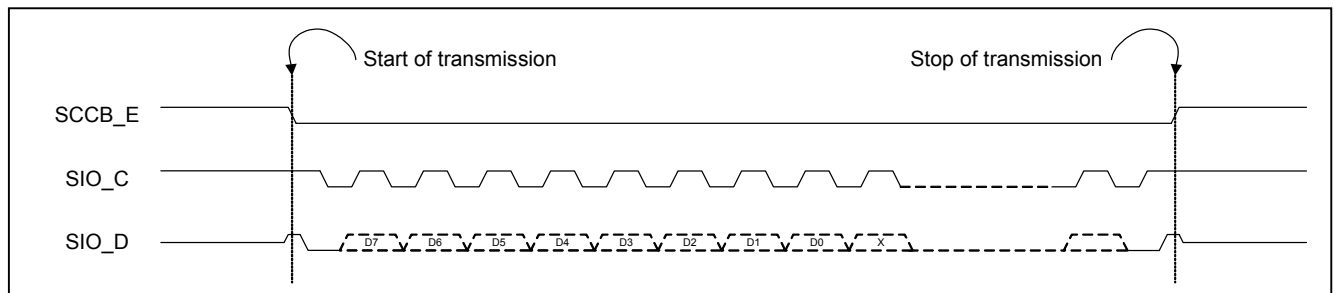 Start of transmission
Stop of transmission
SCCB_E
SIO_C
SIO_D
D7 D6 D5 D4 D3 D2 D1 D0 X